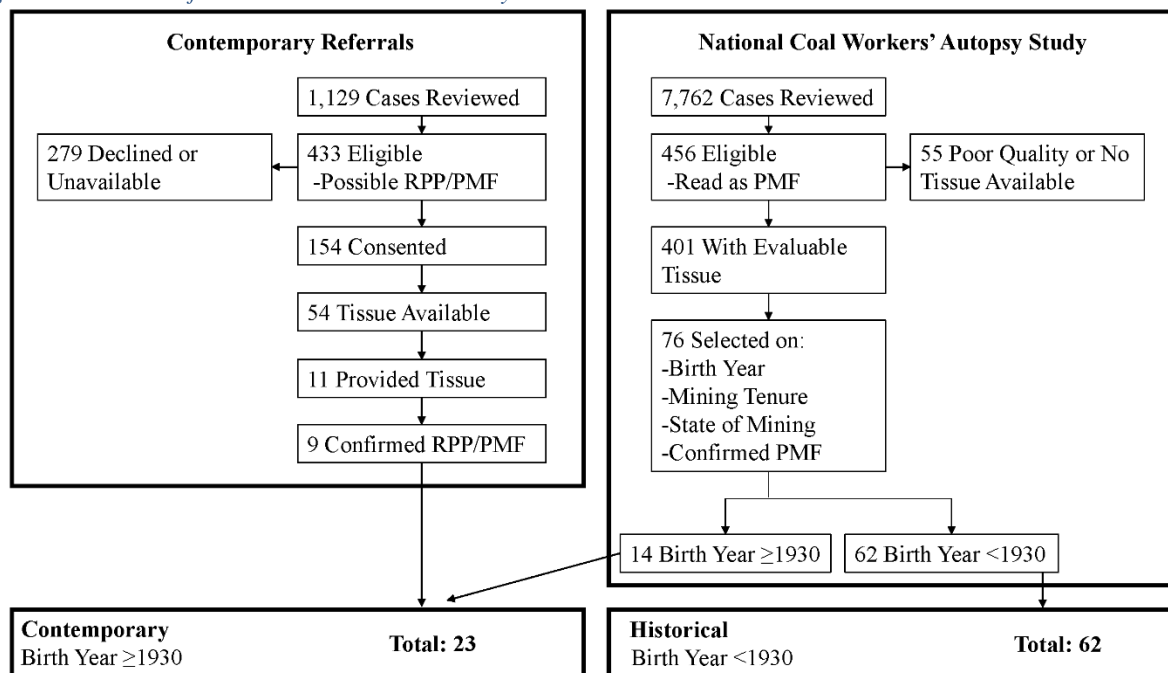 Contemporary Referrals
1,129 Cases Reviewed
279 Declined or
Unavailable
433 Eligible
-Possible RPP/PMF
154 Consented
54 Tissue Available
11 Provided Tissue
9 Confirmed RPP/PMF
National Coal Workers' Autopsy Study
7,762 Cases Reviewed
456 Eligible
-Read as PMF
55 Poor Quality or No
Tissue Available
401 With Evaluable
Tissue
76 Selected on:
-Birth Year
-Mining Tenure
-State of Mining
-Confirmed PMF
14 Birth Year ≥1930
62 Birth Year <1930
Contemporary
Birth Year ≥1930
Total: 23
Historical
Birth Year <1930
Total: 62